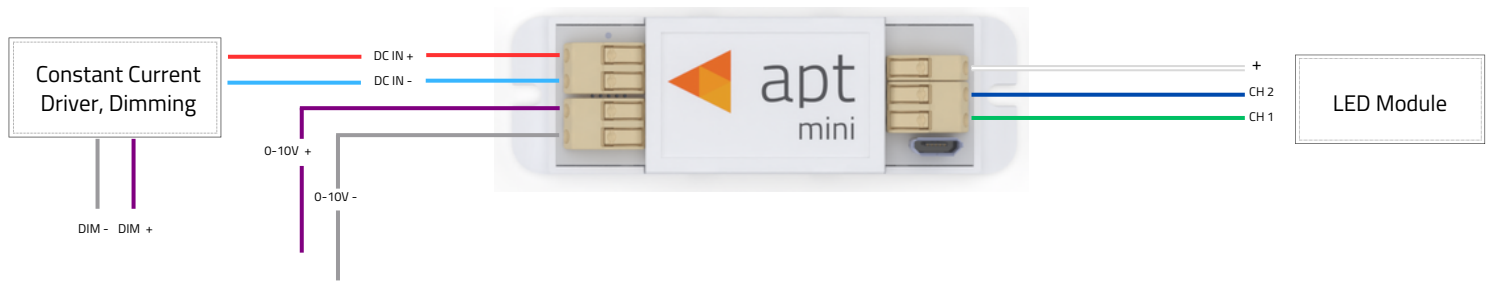 Constant Current
Driver, Dimming
DC IN +
DC IN -
0-10V +
0-10V -
DIM - DIM +
apt
mini
+
CH 2
CH 1
LED Module